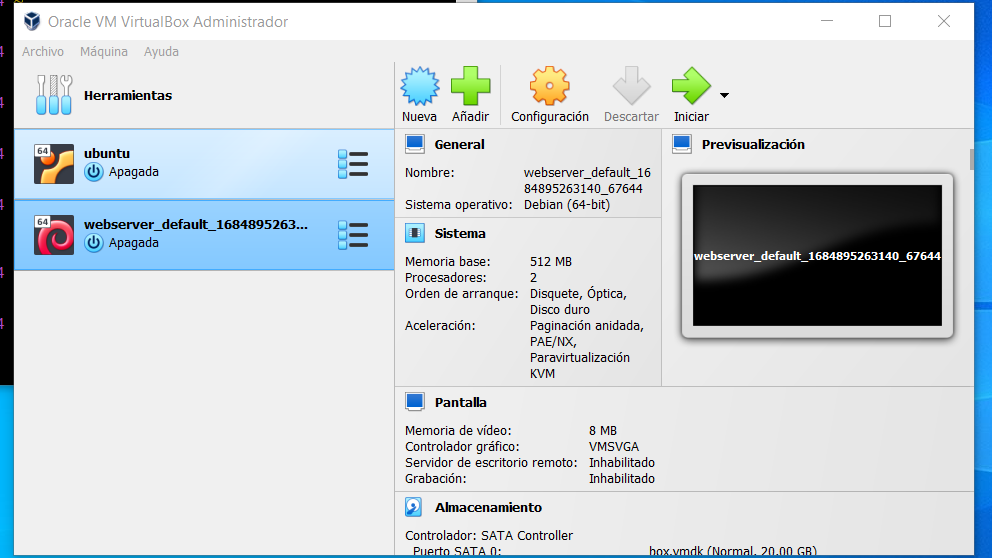 Oracle VM VirtualBox Administrador
Archivo Máquina Ayuda
Herramientas
Nueva Añadir Configuración Descartar Iniciar
64
ubuntu
Apagada
64
webserver_default_1684895263...
Apagada
General
Nombre: webserver_default_16
84895263140_67644
Sistema operativo: Debian (64-bit)
Previsualización
webserver_default_1684895263140_67644
Sistema
Memoria base: 512 MB
Procesadores: 2
Orden de arranque: Disquete, Óptica,
Disco duro
Aceleración: Paginación anidada,
PAE/NX,
Paravirtualización
KVM
Pantalla
Memoria de vídeo: 8 MB
Controlador gráfico: VMSVGA
Servidor de escritorio remoto: Inhabilitado
Grabación: Inhabilitado
Almacenamiento
Controlador: SATA Controller
Puerto SATA 0: box.vmdk (Normal, 20,00 GB)